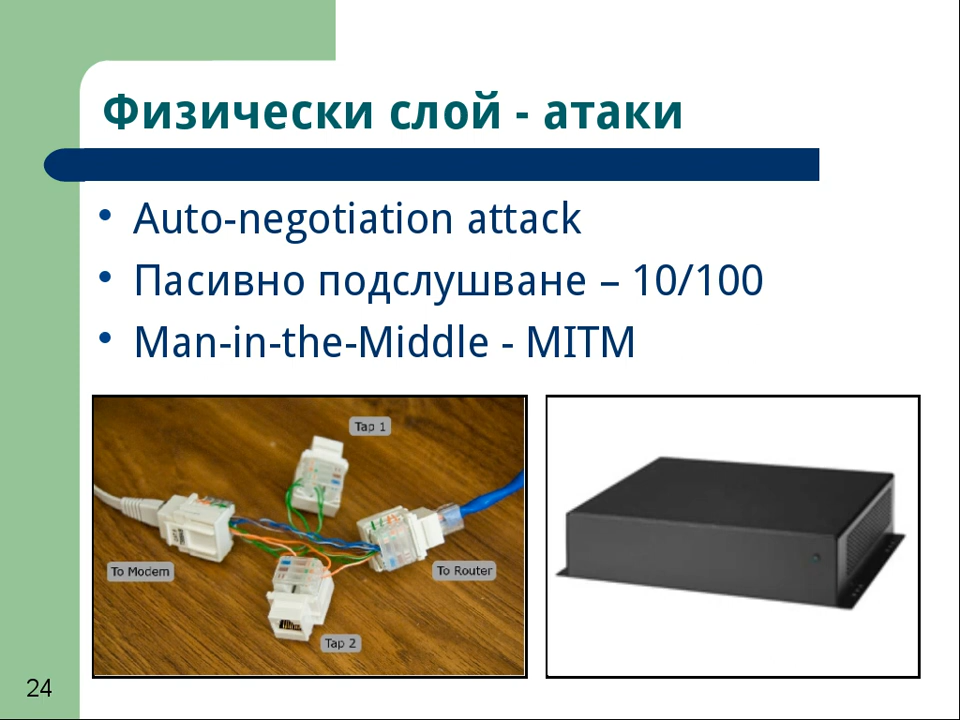 Физически слой - атаки
Auto-negotiation attack
Пасивно подслушване – 10/100
Man-in-the-Middle - MITM
Tap 1
To Modem
To Router
Tap 2
24